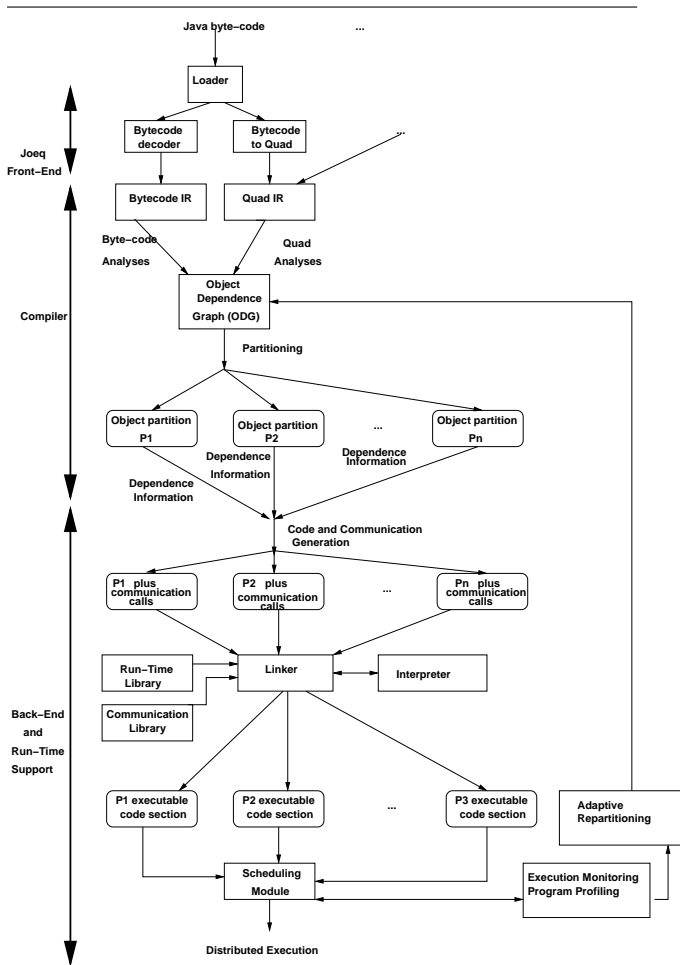 Java byte−code
...
Loader
Bytecode
decoder
Bytecode
to Quad
...
Joeq
Front−End
Bytecode IR
Quad IR
Byte−code
Analyses
Quad
Analyses
Object
Dependence
Graph (ODG)
Compiler
Partitioning
Object partition
P1
Object partition
P2
...
Object partition
Pn
Dependence
Information
Dependence
Information
Dependence
Information
Code and Communication
Generation
P1 plus
communication
calls
P2 plus
communication
calls
...
Pn plus
communication
calls
Run−Time
Library
Linker
Interpreter
Communication
Library
Back−End
and
Run−Time
Support
P1 executable
code section
P2 executable
code section
...
P3 executable
code section
Adaptive
Repartitioning
Scheduling
Module
Execution Monitoring
Program Profiling
Distributed Execution